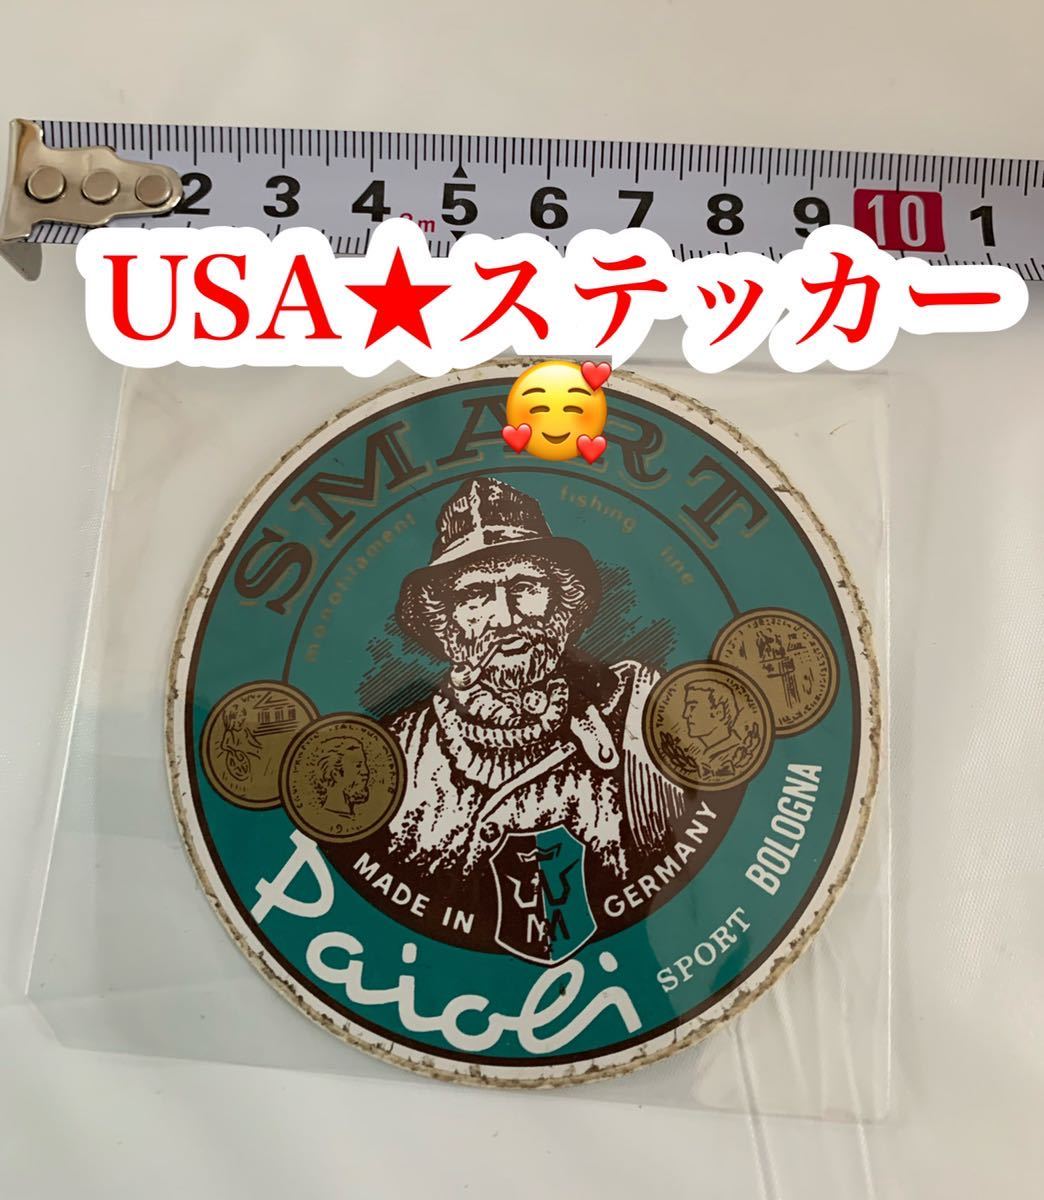 2 3 4 5 6 7 8 9 10 1
m
USA★ステッカー
SMART
monofilament fishing line
MADE IN GERMANY
Paioli
SPORT BOLOGNA